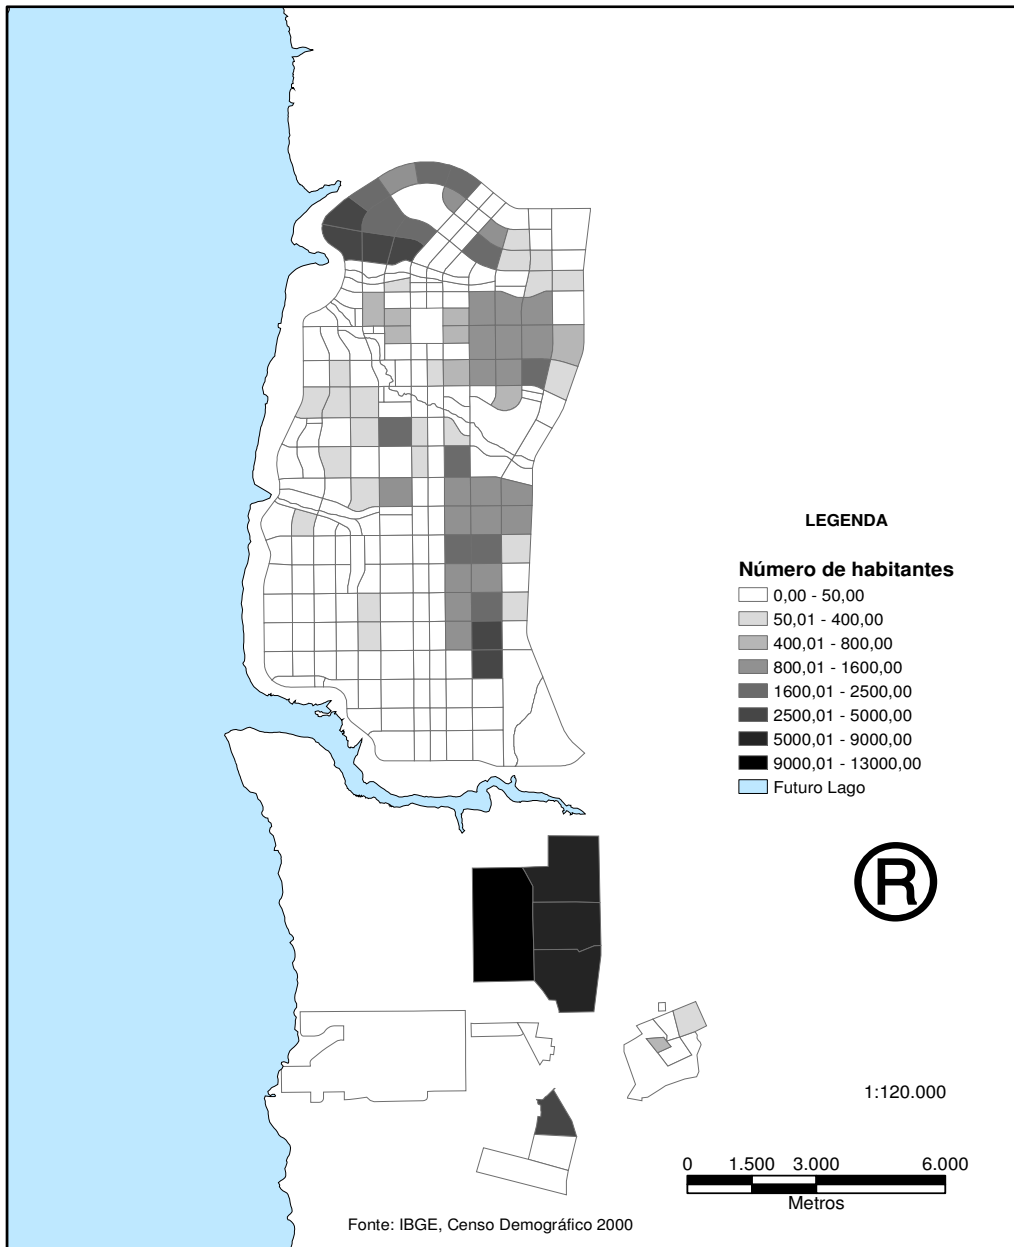 LEGENDA
Número de habitantes
0,00 - 50,00
50,01 - 400,00
400,01 - 800,00
800,01 - 1600,00
1600,01 - 2500,00
2500,01 - 5000,00
5000,01 - 9000,00
9000,01 - 13000,00
Futuro Lago
R
1:120.000
0 1.500 3.000 6.000
Metros
Fonte: IBGE, Censo Demográfico 2000